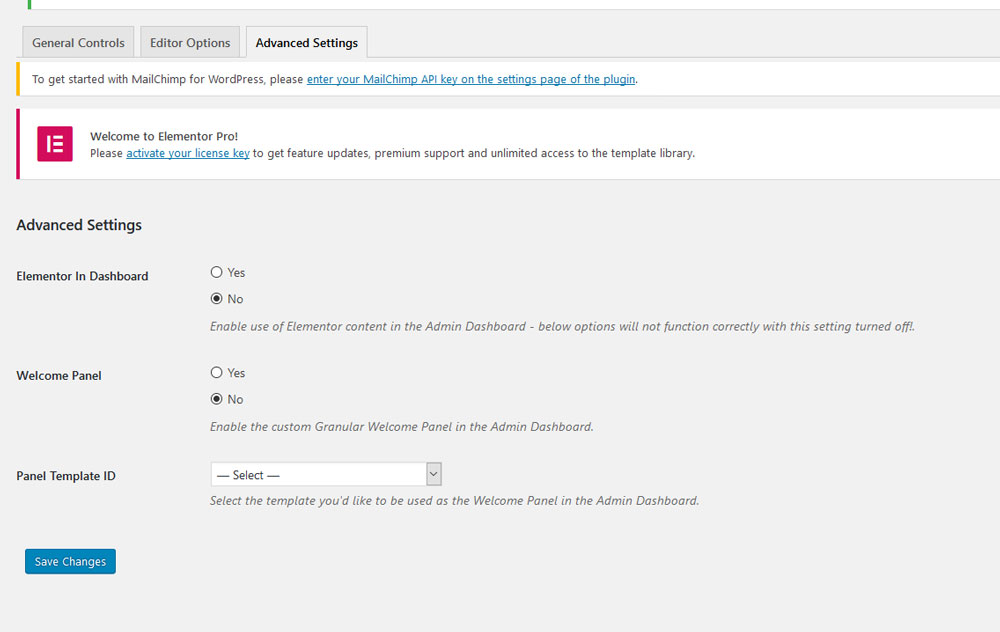 General Controls
Editor Options
Advanced Settings
To get started with MailChimp for WordPress, please enter your MailChimp API key on the settings page of the plugin.
Welcome to Elementor Pro!
Please activate your license key to get feature updates, premium support and unlimited access to the template library.
Advanced Settings
Elementor In Dashboard
Yes
No
Enable use of Elementor content in the Admin Dashboard - below options will not function correctly with this setting turned off!.
Welcome Panel
Yes
No
Enable the custom Granular Welcome Panel in the Admin Dashboard.
Panel Template ID
— Select —
Select the template you'd like to be used as the Welcome Panel in the Admin Dashboard.
Save Changes